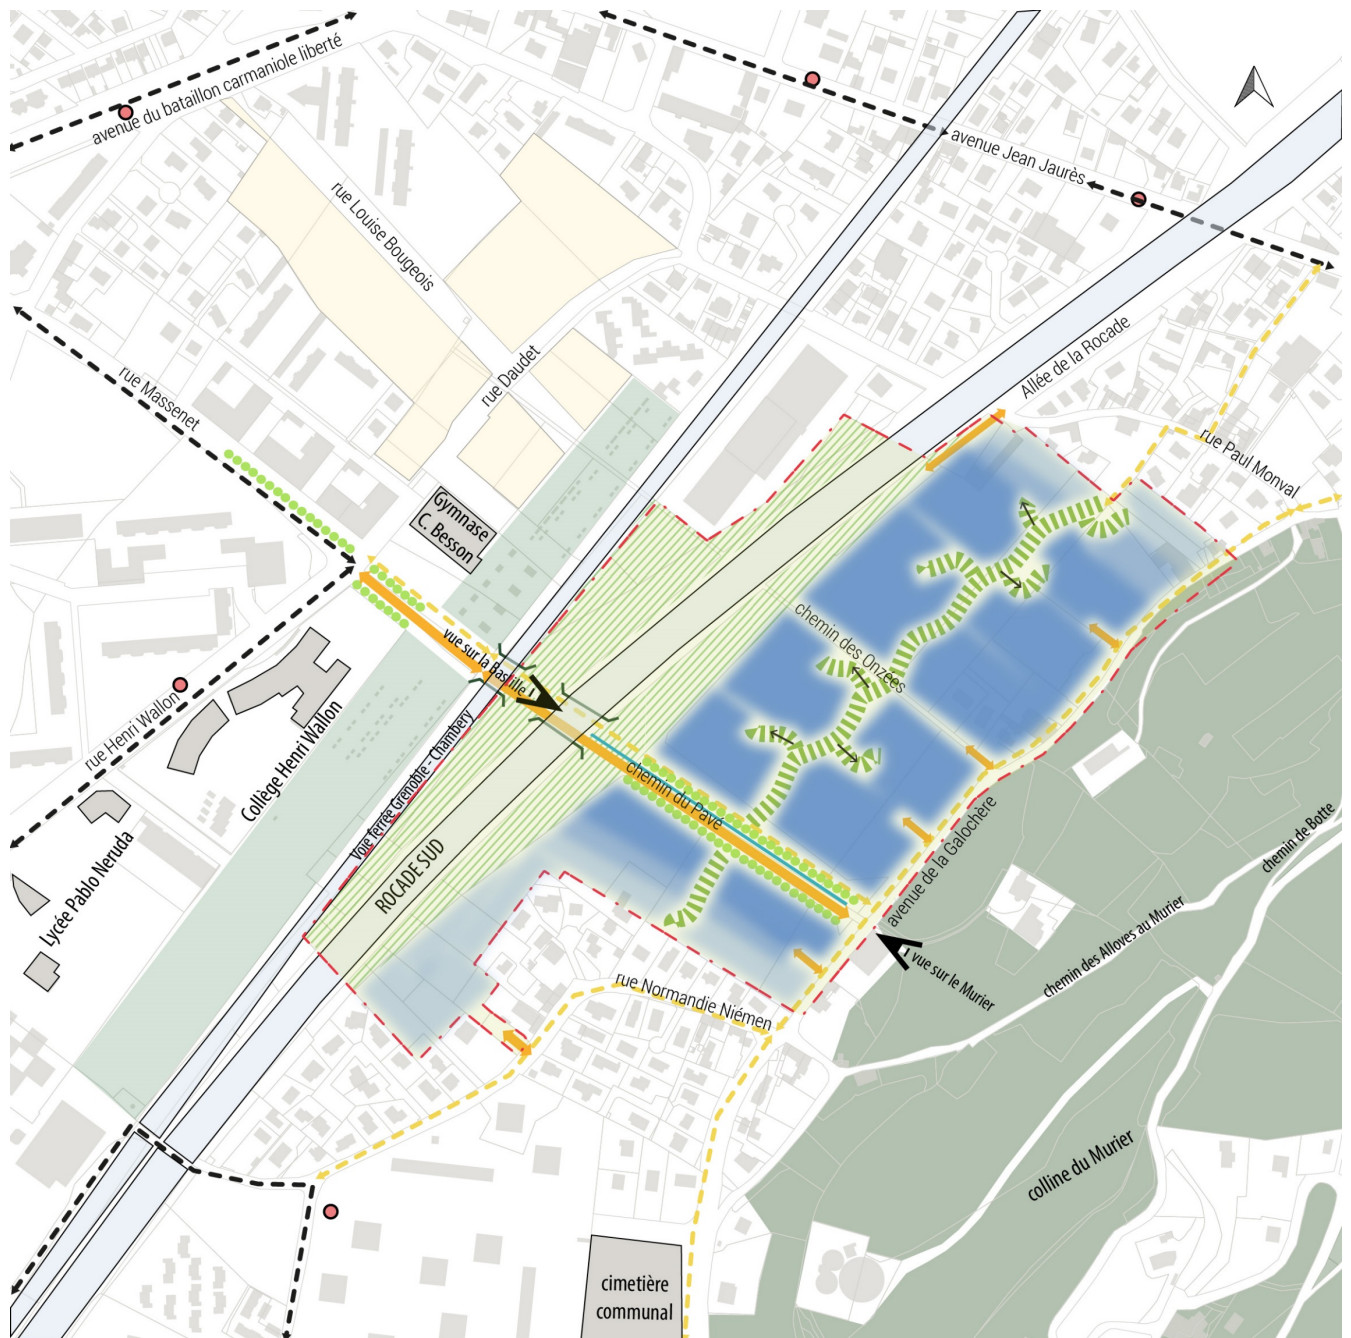 avenue du bataillon carmaniole liberté
avenue Jean Jaurès
rue Louise Bougeois
Allée de la Rocade
rue Massenet
rue Daudet
rue Paul Monval
Gymnase
C. Besson
chemin des Onzées
vue sur la Bastille
rue Henri Wallon
Collège Henri Wallon
Voie ferrée Grenoble - Chambery
chemin du Pavé
avenue de la Galochère
chemin de Botte
Lycée Pablo Neruda
ROCADE SUD
vue sur le Murier
chemin des Alloves au Murier
rue Normandie Niémen
colline du Murier
cimetière
communal